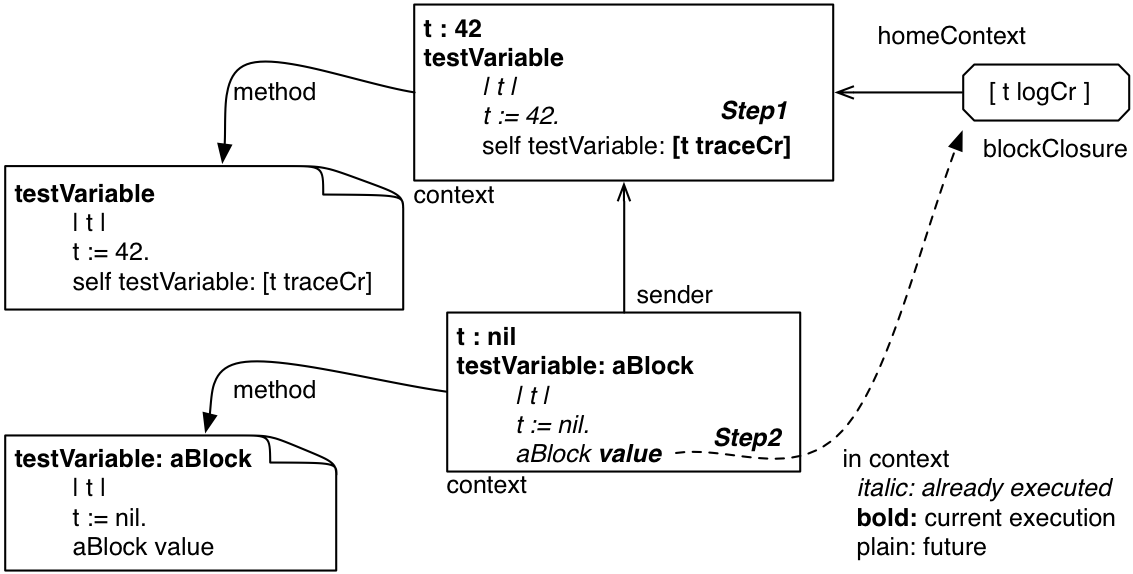 t : 42
testVariable
| t |
t := 42.
Step1
self testVariable: [t traceCr]
context
homeContext
[ t logCr ]
blockClosure
method
testVariable
| t |
t := 42.
self testVariable: [t traceCr]
sender
t : nil
testVariable: aBlock
| t |
t := nil.
Step2
aBlock value
context
method
testVariable: aBlock
| t |
t := nil.
aBlock value
in context
italic: already executed
bold: current execution
plain: future